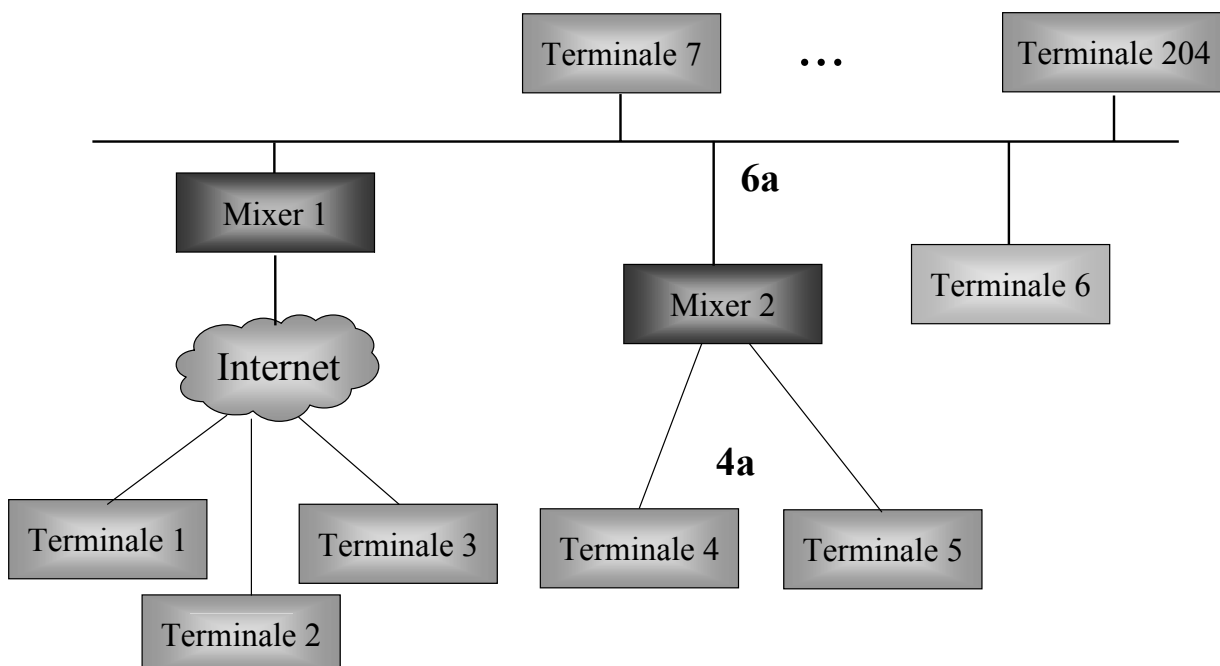 Terminale 7
...
Terminale 204
6a
Mixer 1
Mixer 2
Terminale 6
Internet
4a
Terminale 1
Terminale 3
Terminale 4
Terminale 5
Terminale 2